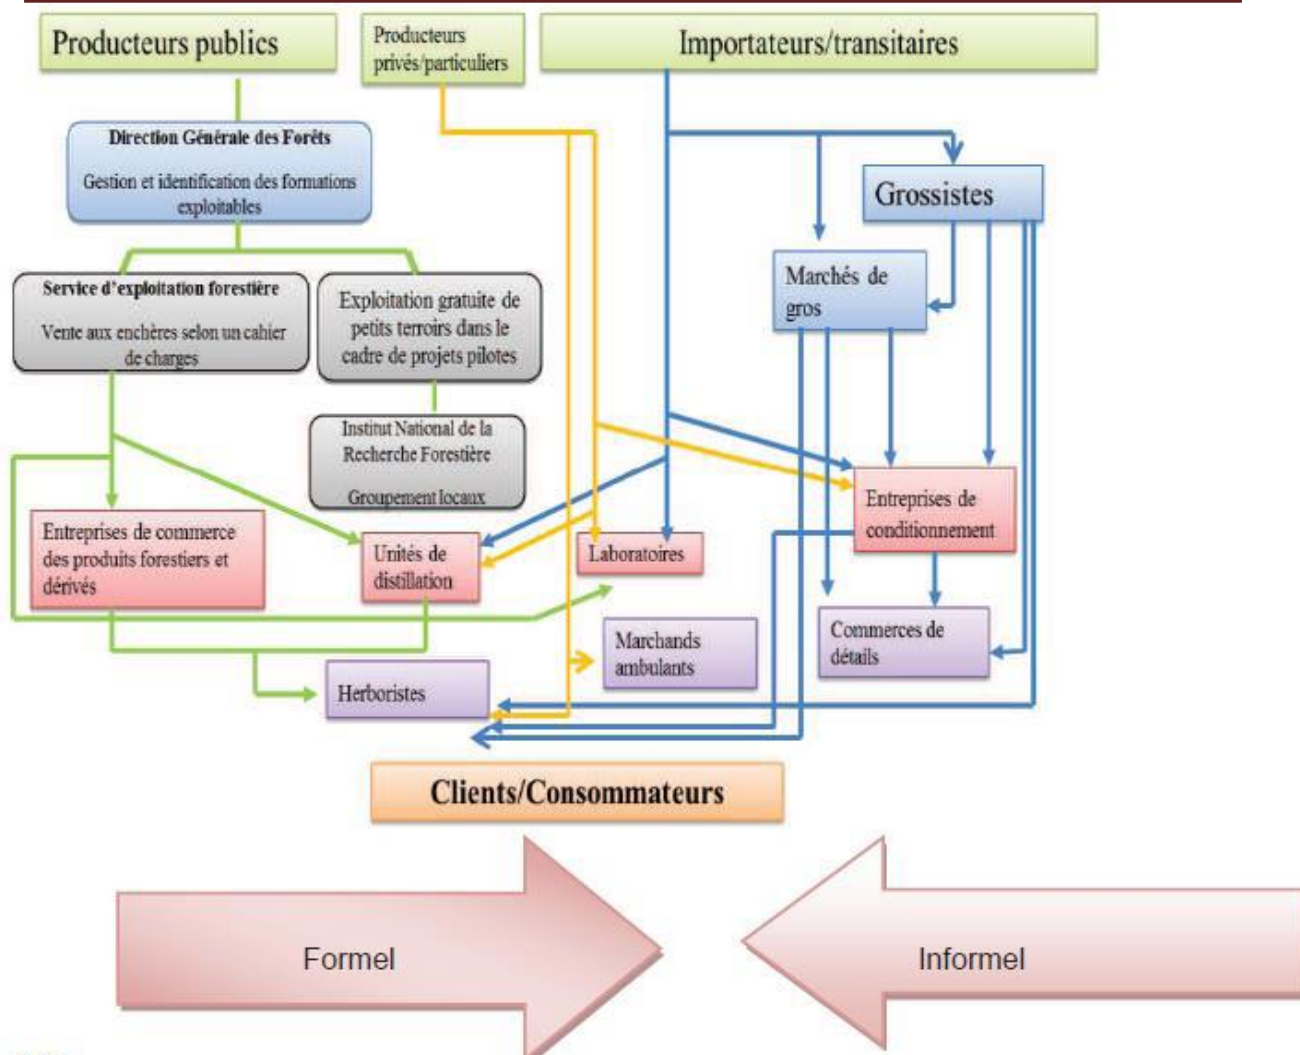 Producteurs publics
Producteurs
privés/particuliers
Importateurs/transitaires
Direction Générale des Forêts
Gestion et identification des formations
exploitables
Grossistes
Marchés de
gros
Service d'exploitation forestière
Vente aux enchères selon un cahier
de charges
Exploitation gratuite de
petits terroirs dans le
cadre de projets pilotes
Institut National de la
Recherche Forestière
Groupement locaux
Entreprises de commerce
des produits forestiers et
dérivés
Unités de
distillation
Laboratoires
Entreprises de
conditionnement
Marchands
ambulants
Commerces de
détails
Herboristes
Clients/Consommateurs
Formel
Informel